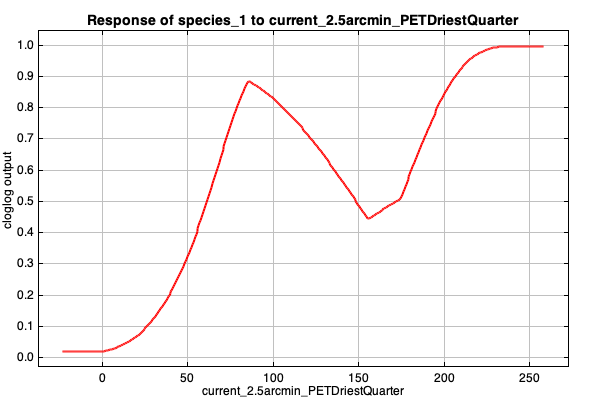 Response of species_1 to current_2.5arcmin_PETDriestQuarter
1.0
0.9
0.8
0.7
0.6
0.5
0.4
0.3
0.2
0.1
0.0
cloglog output
0 50 100 150 200 250
current_2.5arcmin_PETDriestQuarter